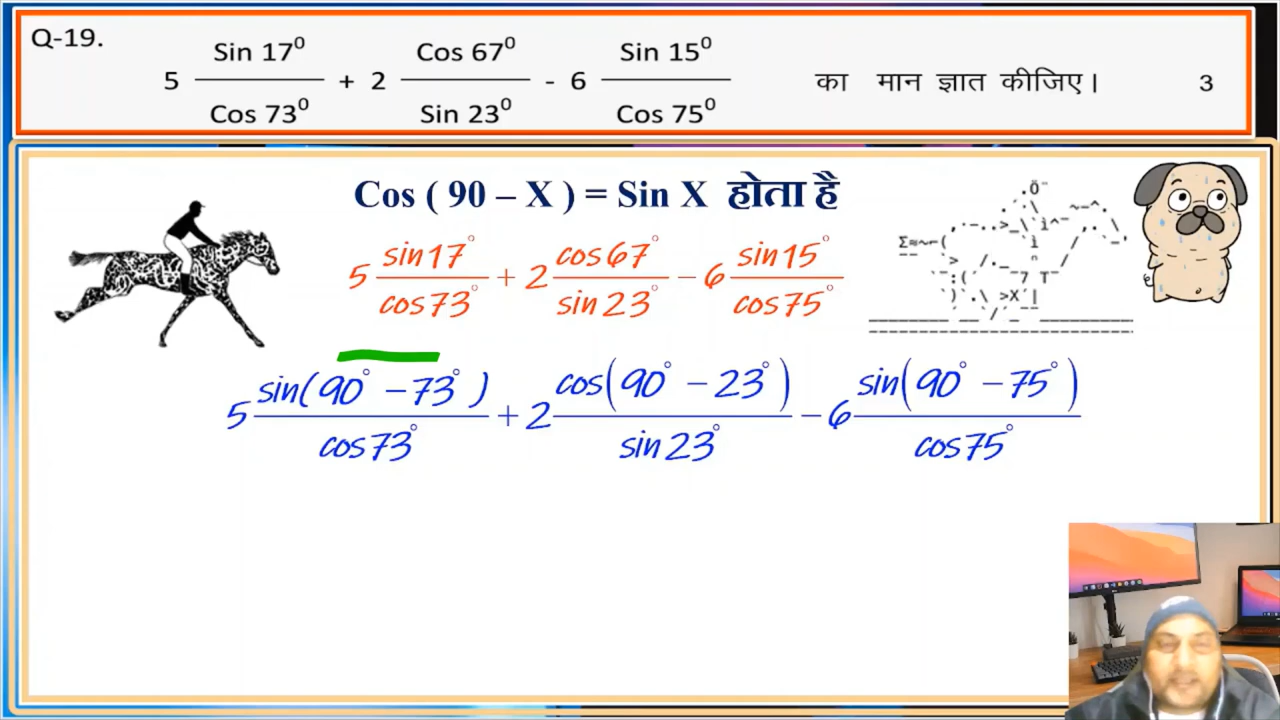 Q-19. 5 Sin 17⁰ / Cos 73⁰ + 2 Cos 67⁰ / Sin 23⁰ - 6 Sin 15⁰ / Cos 75⁰ का मान ज्ञात कीजिए। 3
Cos ( 90 – X ) = Sin X होता है
5 sin17° / cos73° + 2 cos67° / sin23° − 6 sin15° / cos75°
5 sin(90° − 73°) / cos73° + 2 cos(90° − 23°) / sin23° − 6 sin(90° − 75°) / cos75°